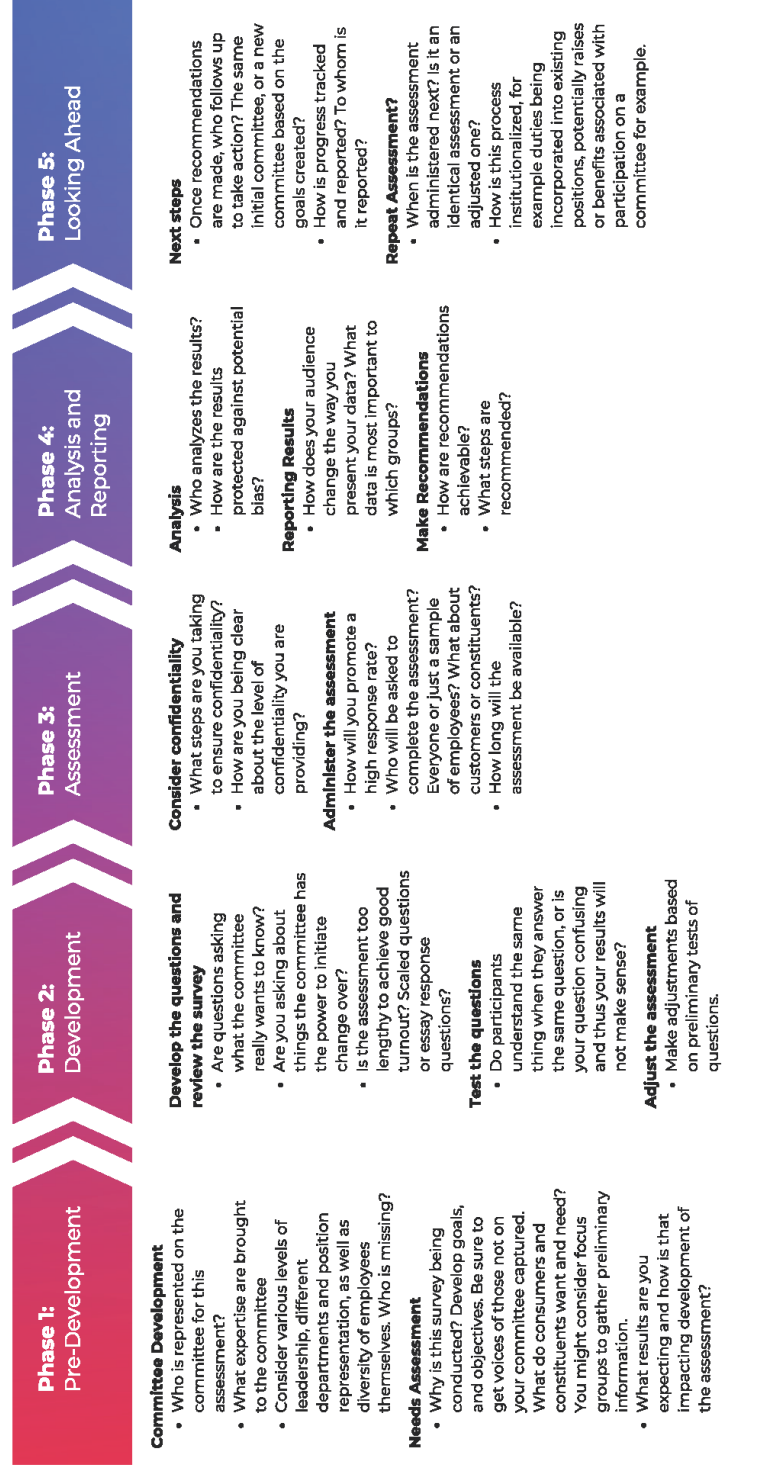 Phase 1:
Pre-Development
Committee Development
• Who is represented on the
committee for this
assessment?
• What expertise are brought
to the committee
• Consider various levels of
leadership, different
departments and position
representation, as well as
diversity of employees
themselves. Who is missing?
Needs Assessment
• Why is this survey being
conducted? Develop goals,
and objectives. Be sure to
get voices of those not on
your committee captured.
What do consumers and
constituents want and need?
You might consider focus
groups to gather preliminary
information.
• What results are you
expecting and how is that
impacting development of
the assessment?
Phase 2:
Development
Develop the questions and
review the survey
• Are questions asking
what the committee
really wants to know?
• Are you asking about
things the committee has
the power to initiate
change over?
• Is the assessment too
lengthy to achieve good
turnout? Scaled questions
or essay response
questions?
Test the questions
• Do participants
understand the same
thing when they answer
the same question, or is
your question confusing
and thus your results will
not make sense?
Adjust the assessment
• Make adjustments based
on preliminary tests of
questions.
Phase 3:
Assessment
Consider confidentiality
• What steps are you taking
to ensure confidentiality?
• How are you being clear
about the level of
confidentiality you are
providing?
Administer the assessment
• How will you promote a
high response rate?
• Who will be asked to
complete the assessment?
Everyone or just a sample
of employees? What about
customers or constituents?
• How long will the
assessment be available?
Phase 4:
Analysis and
Reporting
Analysis
• Who analyzes the results?
• How are the results
protected against potential
bias?
Reporting Results
• How does your audience
change the way you
present your data? What
data is most important to
which groups?
Make Recommendations
• How are recommendations
achievable?
• What steps are
recommended?
Phase 5:
Looking Ahead
Next steps
• Once recommendations
are made, who follows up
to take action? The same
initial committee, or a new
committee based on the
goals created?
• How is progress tracked
and reported? To whom is
it reported?
Repeat Assessment?
• When is the assessment
administered next? Is it an
identical assessment or an
adjusted one?
• How is this process
institutionalized, for
example duties being
incorporated into existing
positions, potentially raises
or benefits associated with
participation on a
committee for example.